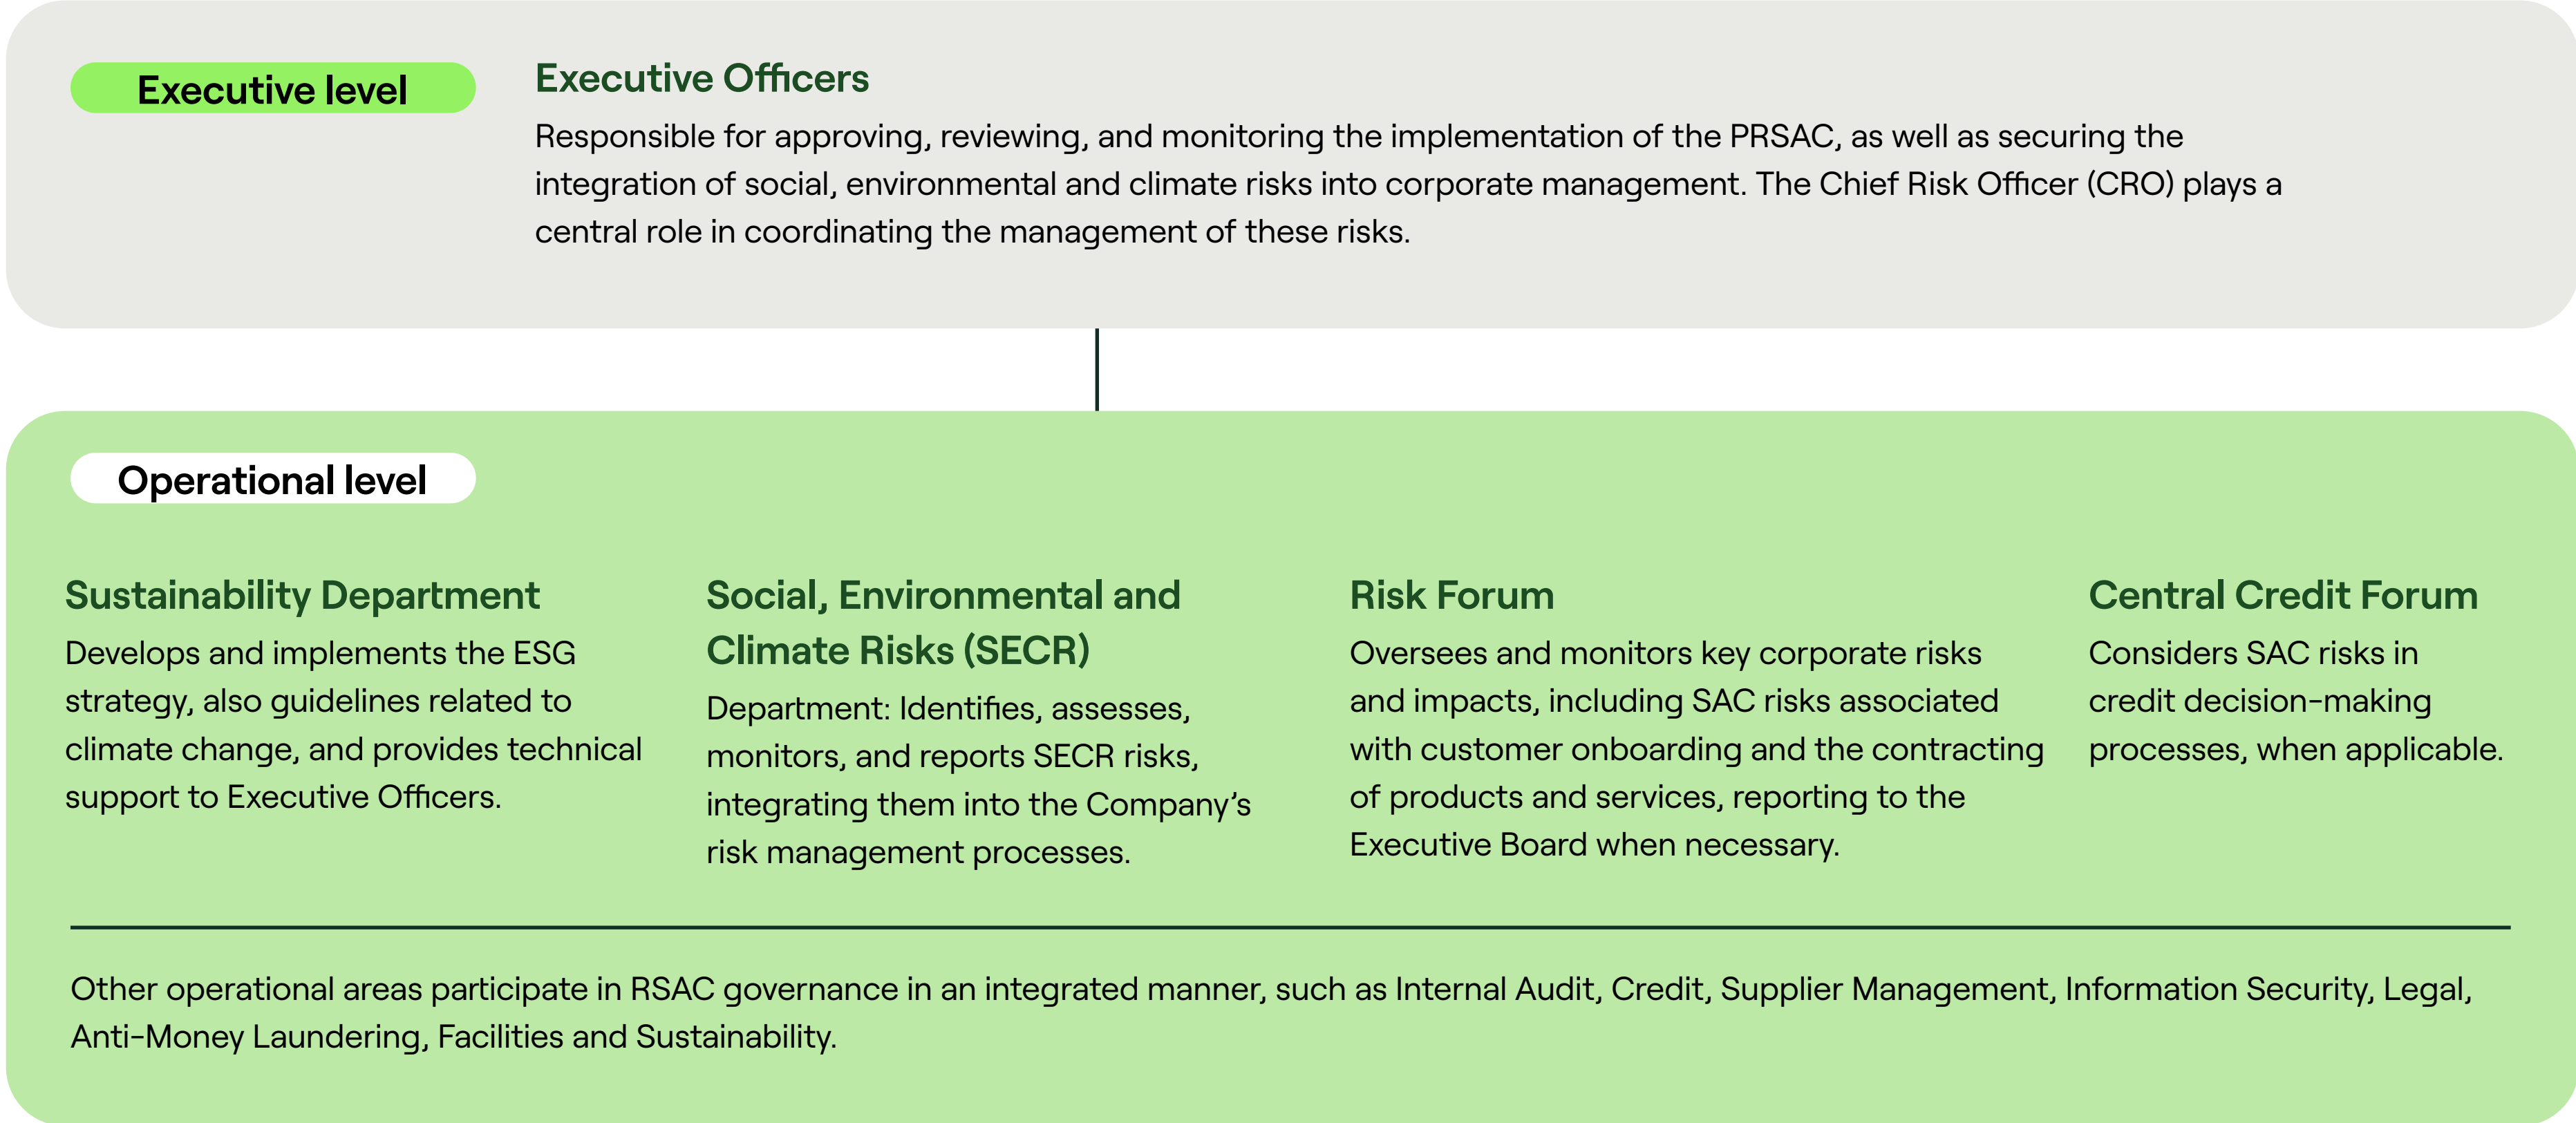 Executive level
Executive Officers
Responsible for approving, reviewing, and monitoring the implementation of the PRSAC, as well as securing the
integration of social, environmental and climate risks into corporate management. The Chief Risk Officer (CRO) plays a
central role in coordinating the management of these risks.
Operational level
Sustainability Department
Develops and implements the ESG
strategy, also guidelines related to
climate change, and provides technical
support to Executive Officers.
Social, Environmental and
Climate Risks (SECR)
Department: Identifies, assesses,
monitors, and reports SECR risks,
integrating them into the Company’s
risk management processes.
Risk Forum
Oversees and monitors key corporate risks
and impacts, including SAC risks associated
with customer onboarding and the contracting
of products and services, reporting to the
Executive Board when necessary.
Central Credit Forum
Considers SAC risks in
credit decision-making
processes, when applicable.
Other operational areas participate in RSAC governance in an integrated manner, such as Internal Audit, Credit, Supplier Management, Information Security, Legal,
Anti-Money Laundering, Facilities and Sustainability.